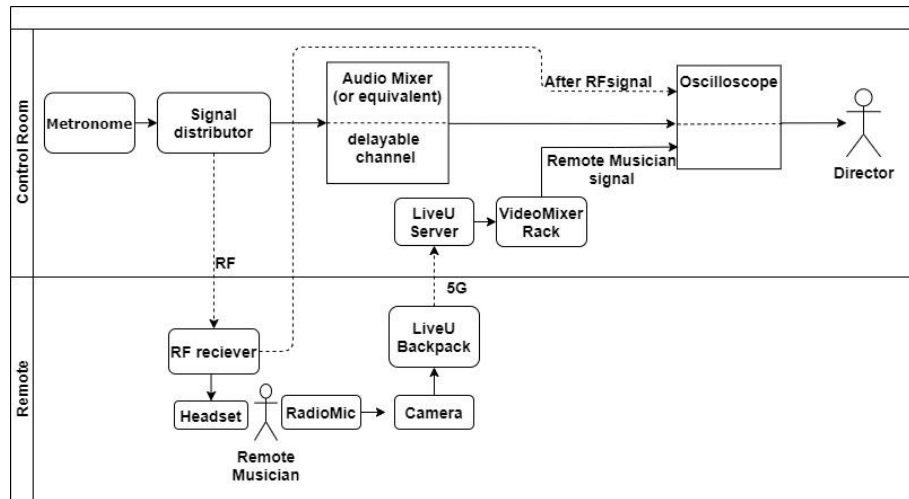 Control Room
Metronome
Signal
distributor
Audio Mixer
(or equivalent)
delayable
channel
After RFsignal
Oscilloscope
Director
Remote Musician
signal
LiveU
Server
VideoMixer
Rack
RF
5G
Remote
RF reciever
LiveU
Backpack
Headset
RadioMic
Camera
Remote
Musician